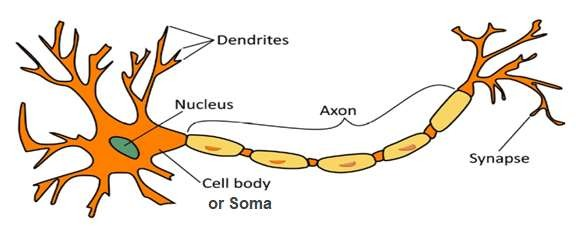 Dendrites
Nucleus
Axon
Synapse
Cell body
or Soma